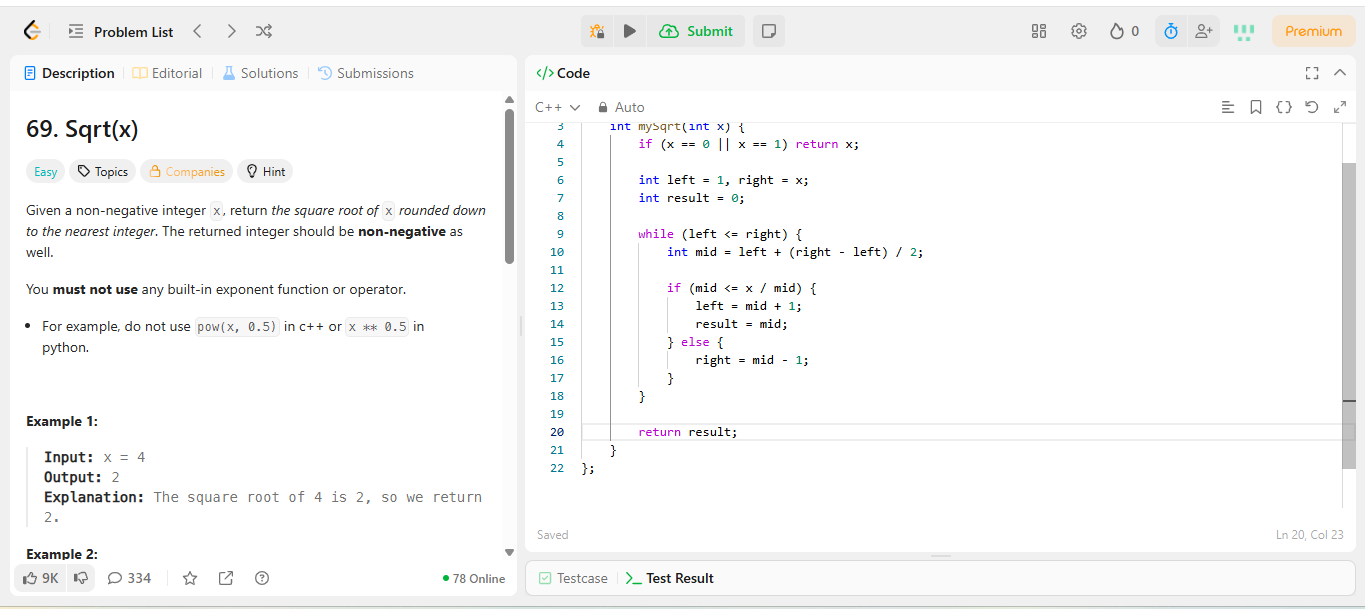 Problem List
Submit
0
Premium
Description
Editorial
Solutions
Submissions
69. Sqrt(x)
Easy
Topics
Companies
Hint
Given a non-negative integer x, return the square root of x rounded down
to the nearest integer. The returned integer should be non-negative as
well.
You must not use any built-in exponent function or operator.
• For example, do not use pow(x, 0.5) in c++ or x ** 0.5 in
python.
Example 1:
Input: x = 4
Output: 2
Explanation: The square root of 4 is 2, so we return
2.
Example 2:
9K
334
78 Online
</> Code
C++
Auto
3 int mySqrt(int x) {
4 if (x == 0 || x == 1) return x;
5
6 int left = 1, right = x;
7 int result = 0;
8
9 while (left <= right) {
10 int mid = left + (right - left) / 2;
11
12 if (mid <= x / mid) {
13 left = mid + 1;
14 result = mid;
15 } else {
16 right = mid - 1;
17 }
18 }
19
20 return result;
21 }
22 };
Saved
Ln 20, Col 23
Testcase
Test Result